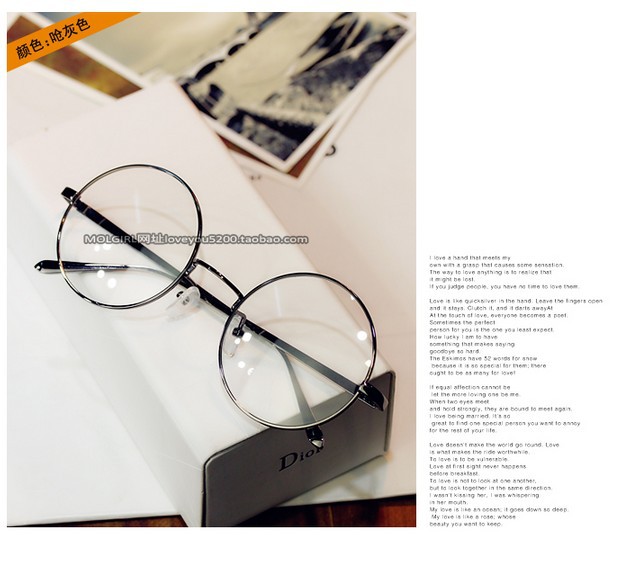 颜色:呛灰色
MOLGIRL网址loveyou5200.taobao.com
Dior
I love a hand that meets my
own with a grasp that causes some sensation.
The way to love anything is to realize that
it might be lost.
If you judge people, you have no time to love them.
Love is like quicksilver in the hand. Leave the fingers open
and it stays. Clutch it, and it darts awayAf
At the touch of love, everyone becomes a poet.
Sometimes the perfect
person for you is the one you least expect.
How lucky I am to have
something that makes saying
goodbye so hard.
The Eskimos have 52 words for snow
because it is so special for them; there
ought to be as many for love!
If equal affection cannot be
let the more loving one be me.
When two eyes meet
and hold strongly, they are bound to meet again.
I love being married. It's so
great to find one special person you want to annoy
for the rest of your life.
Love doesn't make the world go round. Love
is what makes the ride worthwhile.
To love is to be vulnerable.
Love at first sight never happens
before breakfast.
To love is not to look at one another,
but to look together in the same direction.
I wasn't kissing her, I was whispering
in her mouth.
My love is like an ocean; it goes down so deep.
My love is like a rose; whose
beauty you want to keep.